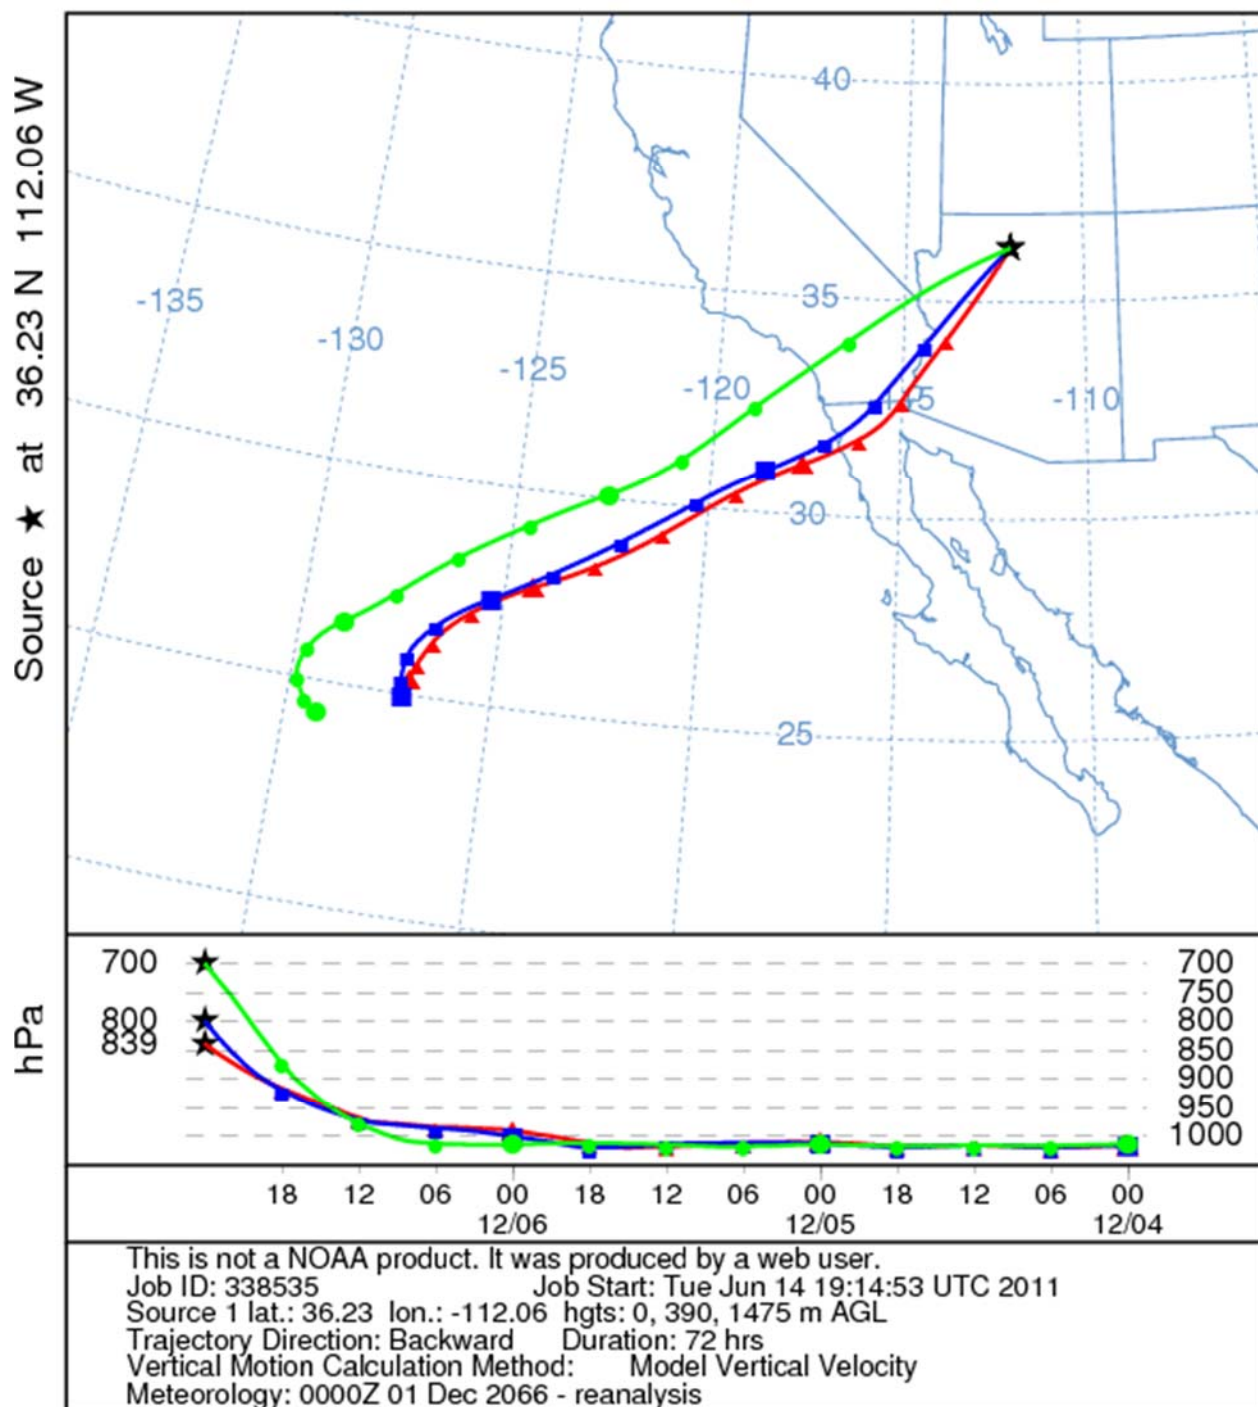 Source ★ at 36.23 N 112.06 W
40
35
-135
-130
-125
-120
-110
30
25
hPa
700 700
750
800 800
839 850
900
950
1000
18 12 06 00 18 12 06 00 18 12 06 00
12/06 12/05 12/04
This is not a NOAA product. It was produced by a web user.
Job ID: 338535 Job Start: Tue Jun 14 19:14:53 UTC 2011
Source 1 lat.: 36.23 lon.: -112.06 hgts: 0, 390, 1475 m AGL
Trajectory Direction: Backward Duration: 72 hrs
Vertical Motion Calculation Method: Model Vertical Velocity
Meteorology: 0000Z 01 Dec 2066 - reanalysis